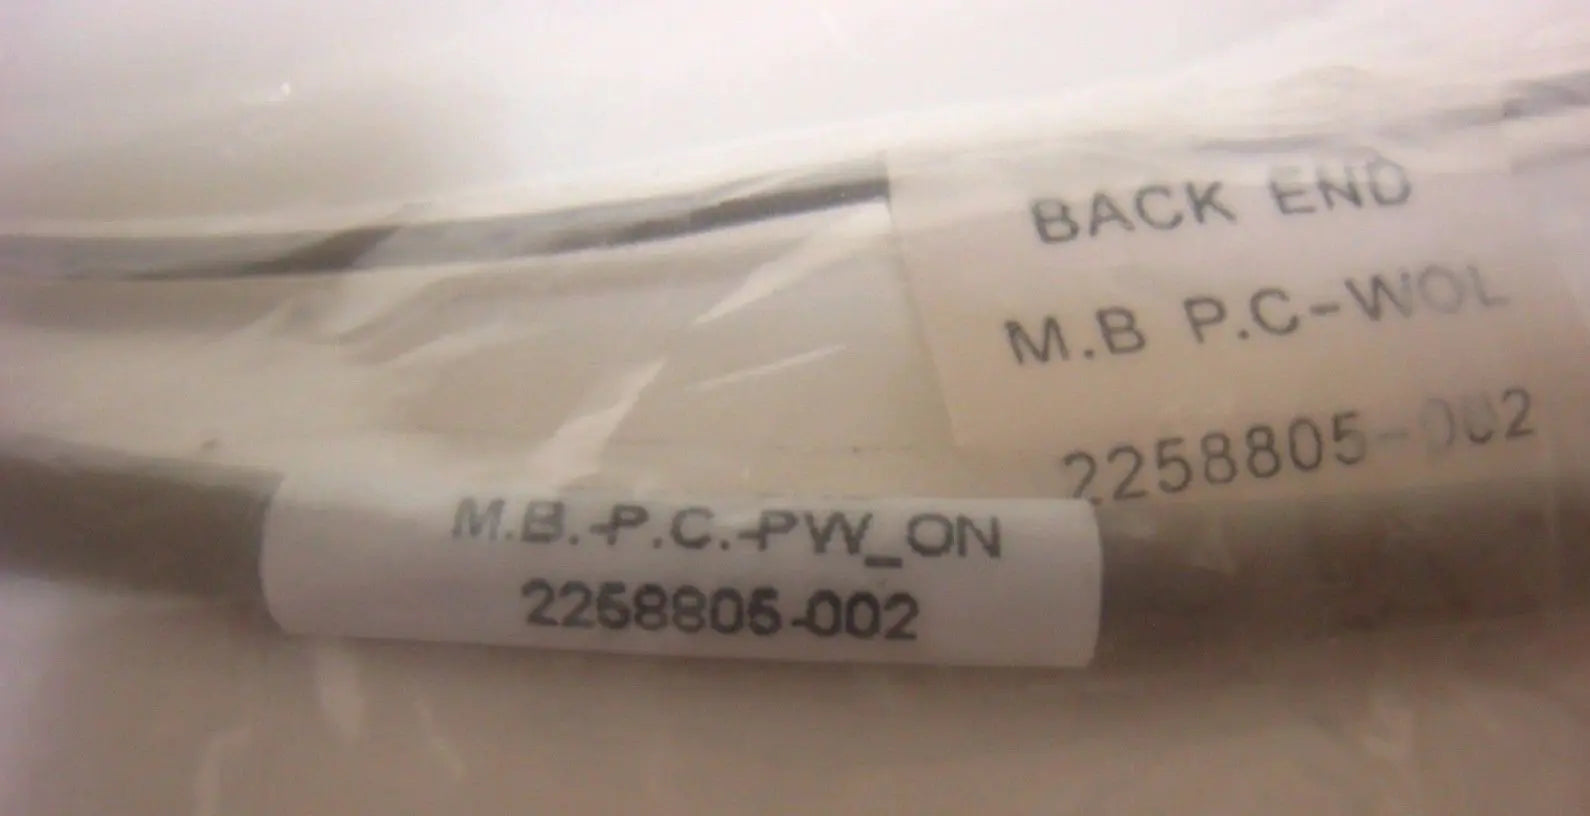 BACK END
M.B P.C-WOL
2258805-002
M.B.-P.C.-PW_ON
2258805-002